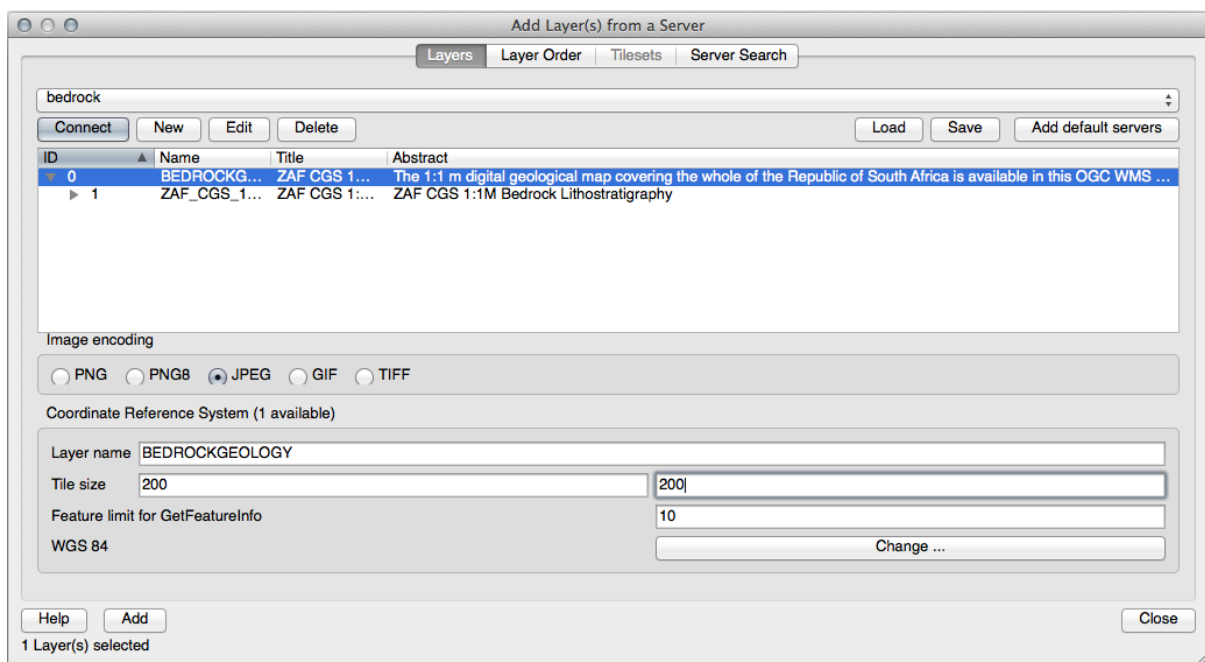 Add Layer(s) from a Server
Layers Layer Order Tilesets Server Search
bedrock
Connect New Edit Delete Load Save Add default servers
ID Name Title Abstract
0 BEDROCKG... ZAF CGS 1... The 1:1 m digital geological map covering the whole of the Republic of South Africa is available in this OGC WMS ...
1 ZAF_CGS_1... ZAF CGS 1:... ZAF CGS 1:1M Bedrock Lithostratigraphy
Image encoding
PNG PNG8 JPEG GIF TIFF
Coordinate Reference System (1 available)
Layer name BEDROCKGEOLOGY
Tile size 200 200
Feature limit for GetFeatureInfo 10
WGS 84 Change ...
Help Add Close
1 Layer(s) selected